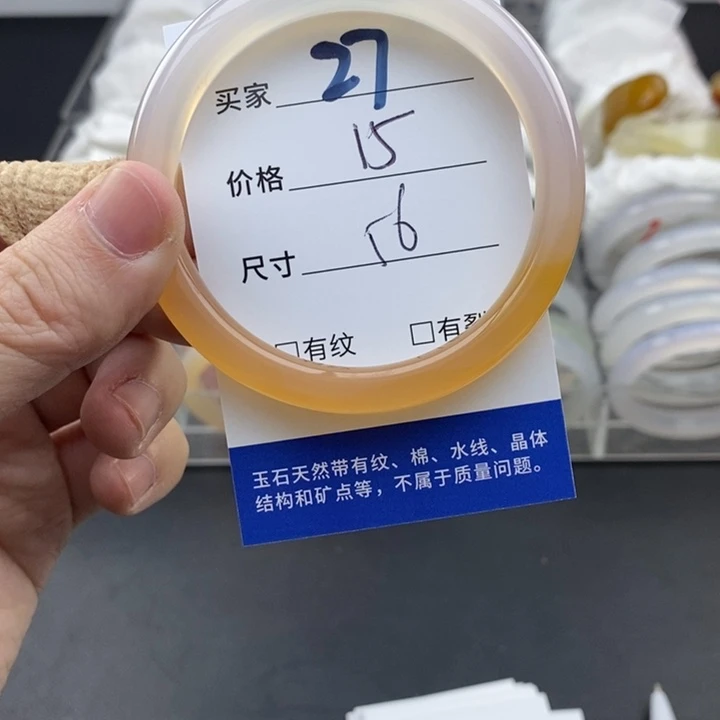 买家 27
价格 15
尺寸 56
□有纹 □有裂
玉石天然带有纹、棉、水线、晶体
结构和矿点等，不属于质量问题。